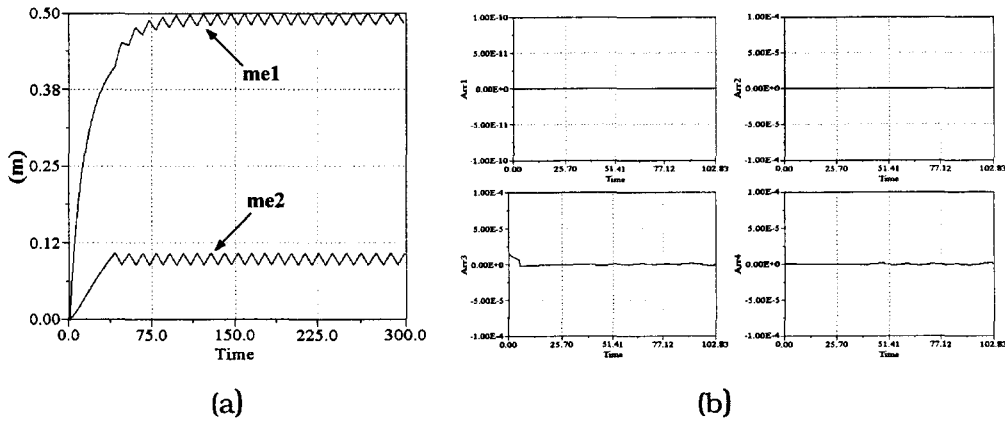 0.50
0.38
0.25
0.12
0.00
(m)
me1
me2
0.0
75.0
150.0
225.0
300.0
Time
(a)
1.00E-10
5.00E-11
0.00E+0
-5.00E-11
-1.00E-10
Arr1
0.00
25.70
51.41
77.12
102.83
Time
1.00E-4
5.00E-5
0.00E+0
-5.00E-5
-1.00E-4
Arr2
0.00
25.70
51.41
77.12
102.83
Time
1.00E-4
5.00E-5
0.00E+0
-5.00E-5
-1.00E-4
Arr3
0.00
25.70
51.41
77.12
102.83
Time
1.00E-4
5.00E-5
0.00E+0
-5.00E-5
-1.00E-4
Arr4
0.00
25.70
51.41
77.12
102.83
Time
(b)